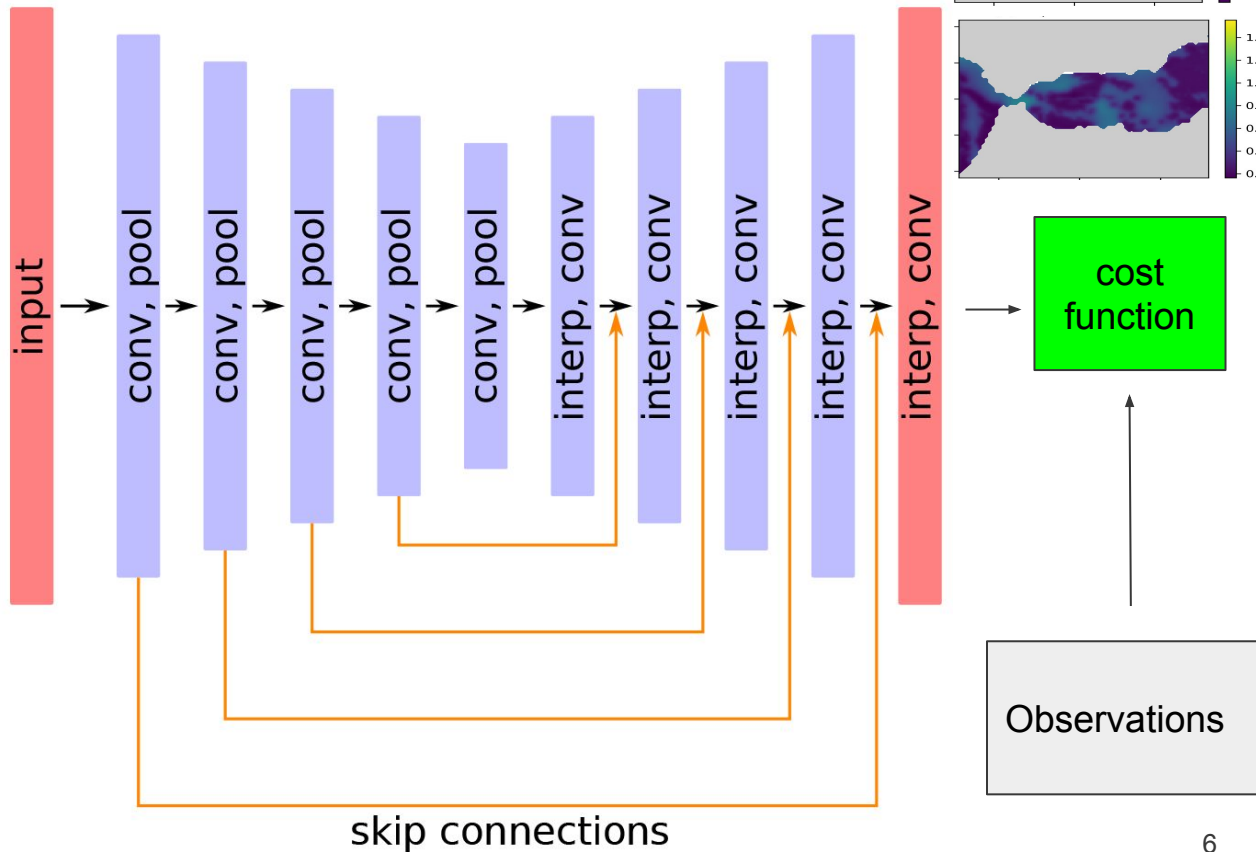 input
conv, pool
conv, pool
conv, pool
conv, pool
conv, pool
interp, conv
interp, conv
interp, conv
interp, conv
interp, conv
cost
function
Observations
skip connections
6